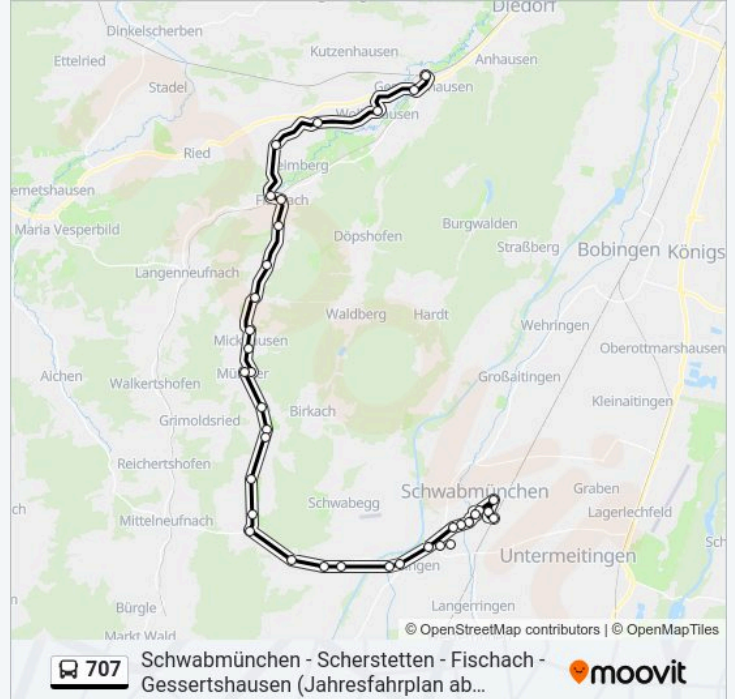 Diedorf
Dinkelscherben
Kutzenhausen
Ettelried
Anhausen
Stadel
Ried
emetshausen
Maria Vesperbild
Burgwalden
Döpshofen
Straßberg
Bobingen Königs
Langenneufnach
Waldberg
Hardt
Wehringen
Oberottmarshausen
Aichen
Walkertshofen
Großaitingen
Kleinaitingen
Birkach
Grimoldsried
Reichertshofen
Schwabmünchen
Graben
Schwabegg
Lagerlechfeld
Mittelneufnach
Untermeitingen
Bürgle
Langerringen
Markt Wald
© OpenStreetMap contributors | © OpenMapTiles
707
Schwabmünchen - Scherstetten - Fischach -
Gessertshausen (Jahresfahrplan ab...
moovit